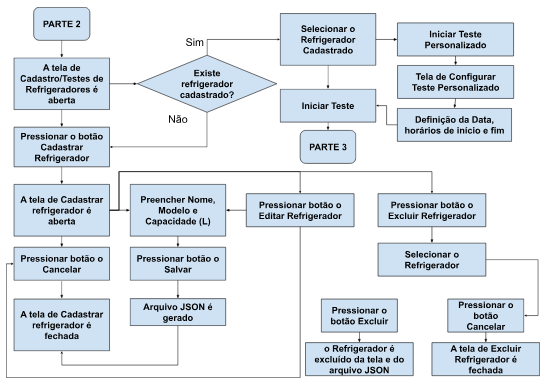 PARTE 2
A tela de
Cadastro/Testes de
Refrigeradores é
aberta
Existe
refrigerador
cadastrado?
Sim
Não
Selecionar o
Refrigerador
Cadastrado
Iniciar Teste
Personalizado
Tela de Configurar
Teste Personalizado
Definição da Data,
horários de início e fim
Iniciar Teste
PARTE 3
Pressionar o botão
Cadastrar
Refrigerador
A tela de Cadastrar
refrigerador é
aberta
Preencher Nome,
Modelo e
Capacidade (L)
Pressionar botão o
Editar Refrigerador
Pressionar botão o
Excluir Refrigerador
Pressionar botão o
Cancelar
Pressionar botão o
Salvar
Selecionar o
Refrigerador
A tela de Cadastrar
refrigerador é
fechada
Arquivo JSON é
gerado
Pressionar o
botão Excluir
Pressionar o
botão
Cancelar
o Refrigerador é
excluído da tela e do
arquivo JSON
A tela de Excluir
Refrigerador é
fechada